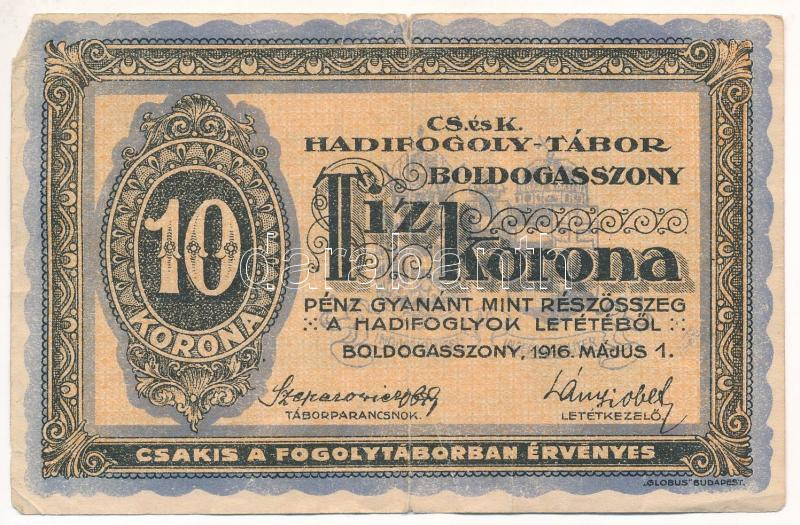 10
KORONA
CS. és K.
HADIFOGOLY-TÁBOR
BOLDOGASSZONY
Tíz korona
PÉNZ GYANÁNT MINT RÉSZÖSSZEG
:: A HADIFOGLYOK LETÉTÉBŐL ::
BOLDOGASSZONY, 1916. MÁJUS 1.
TÁBORPARANCSNOK.
LETÉTKEZELŐ
CSAKIS A FOGOLYTÁBORBAN ÉRVÉNYES
„GLOBUS” BUDAPEST.
darabanth